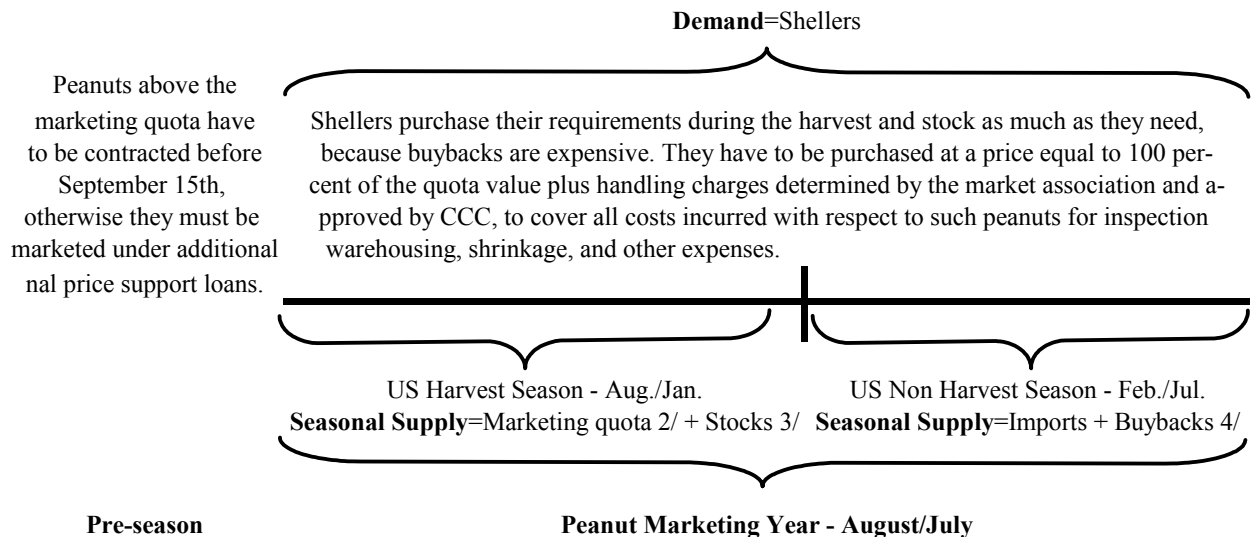 Demand=Shellers
Peanuts above the
marketing quota have
to be contracted before
September 15th,
otherwise they must be
marketed under additional
nal price support loans.
Shellers purchase their requirements during the harvest and stock as much as they need,
because buybacks are expensive. They have to be purchased at a price equal to 100 per-
cent of the quota value plus handling charges determined by the market association and a-
pproved by CCC, to cover all costs incurred with respect to such peanuts for inspection
warehousing, shrinkage, and other expenses.
US Harvest Season - Aug./Jan.
Seasonal Supply=Marketing quota 2/ + Stocks 3/
US Non Harvest Season - Feb./Jul.
Seasonal Supply=Imports + Buybacks 4/
Pre-season
Peanut Marketing Year - August/July